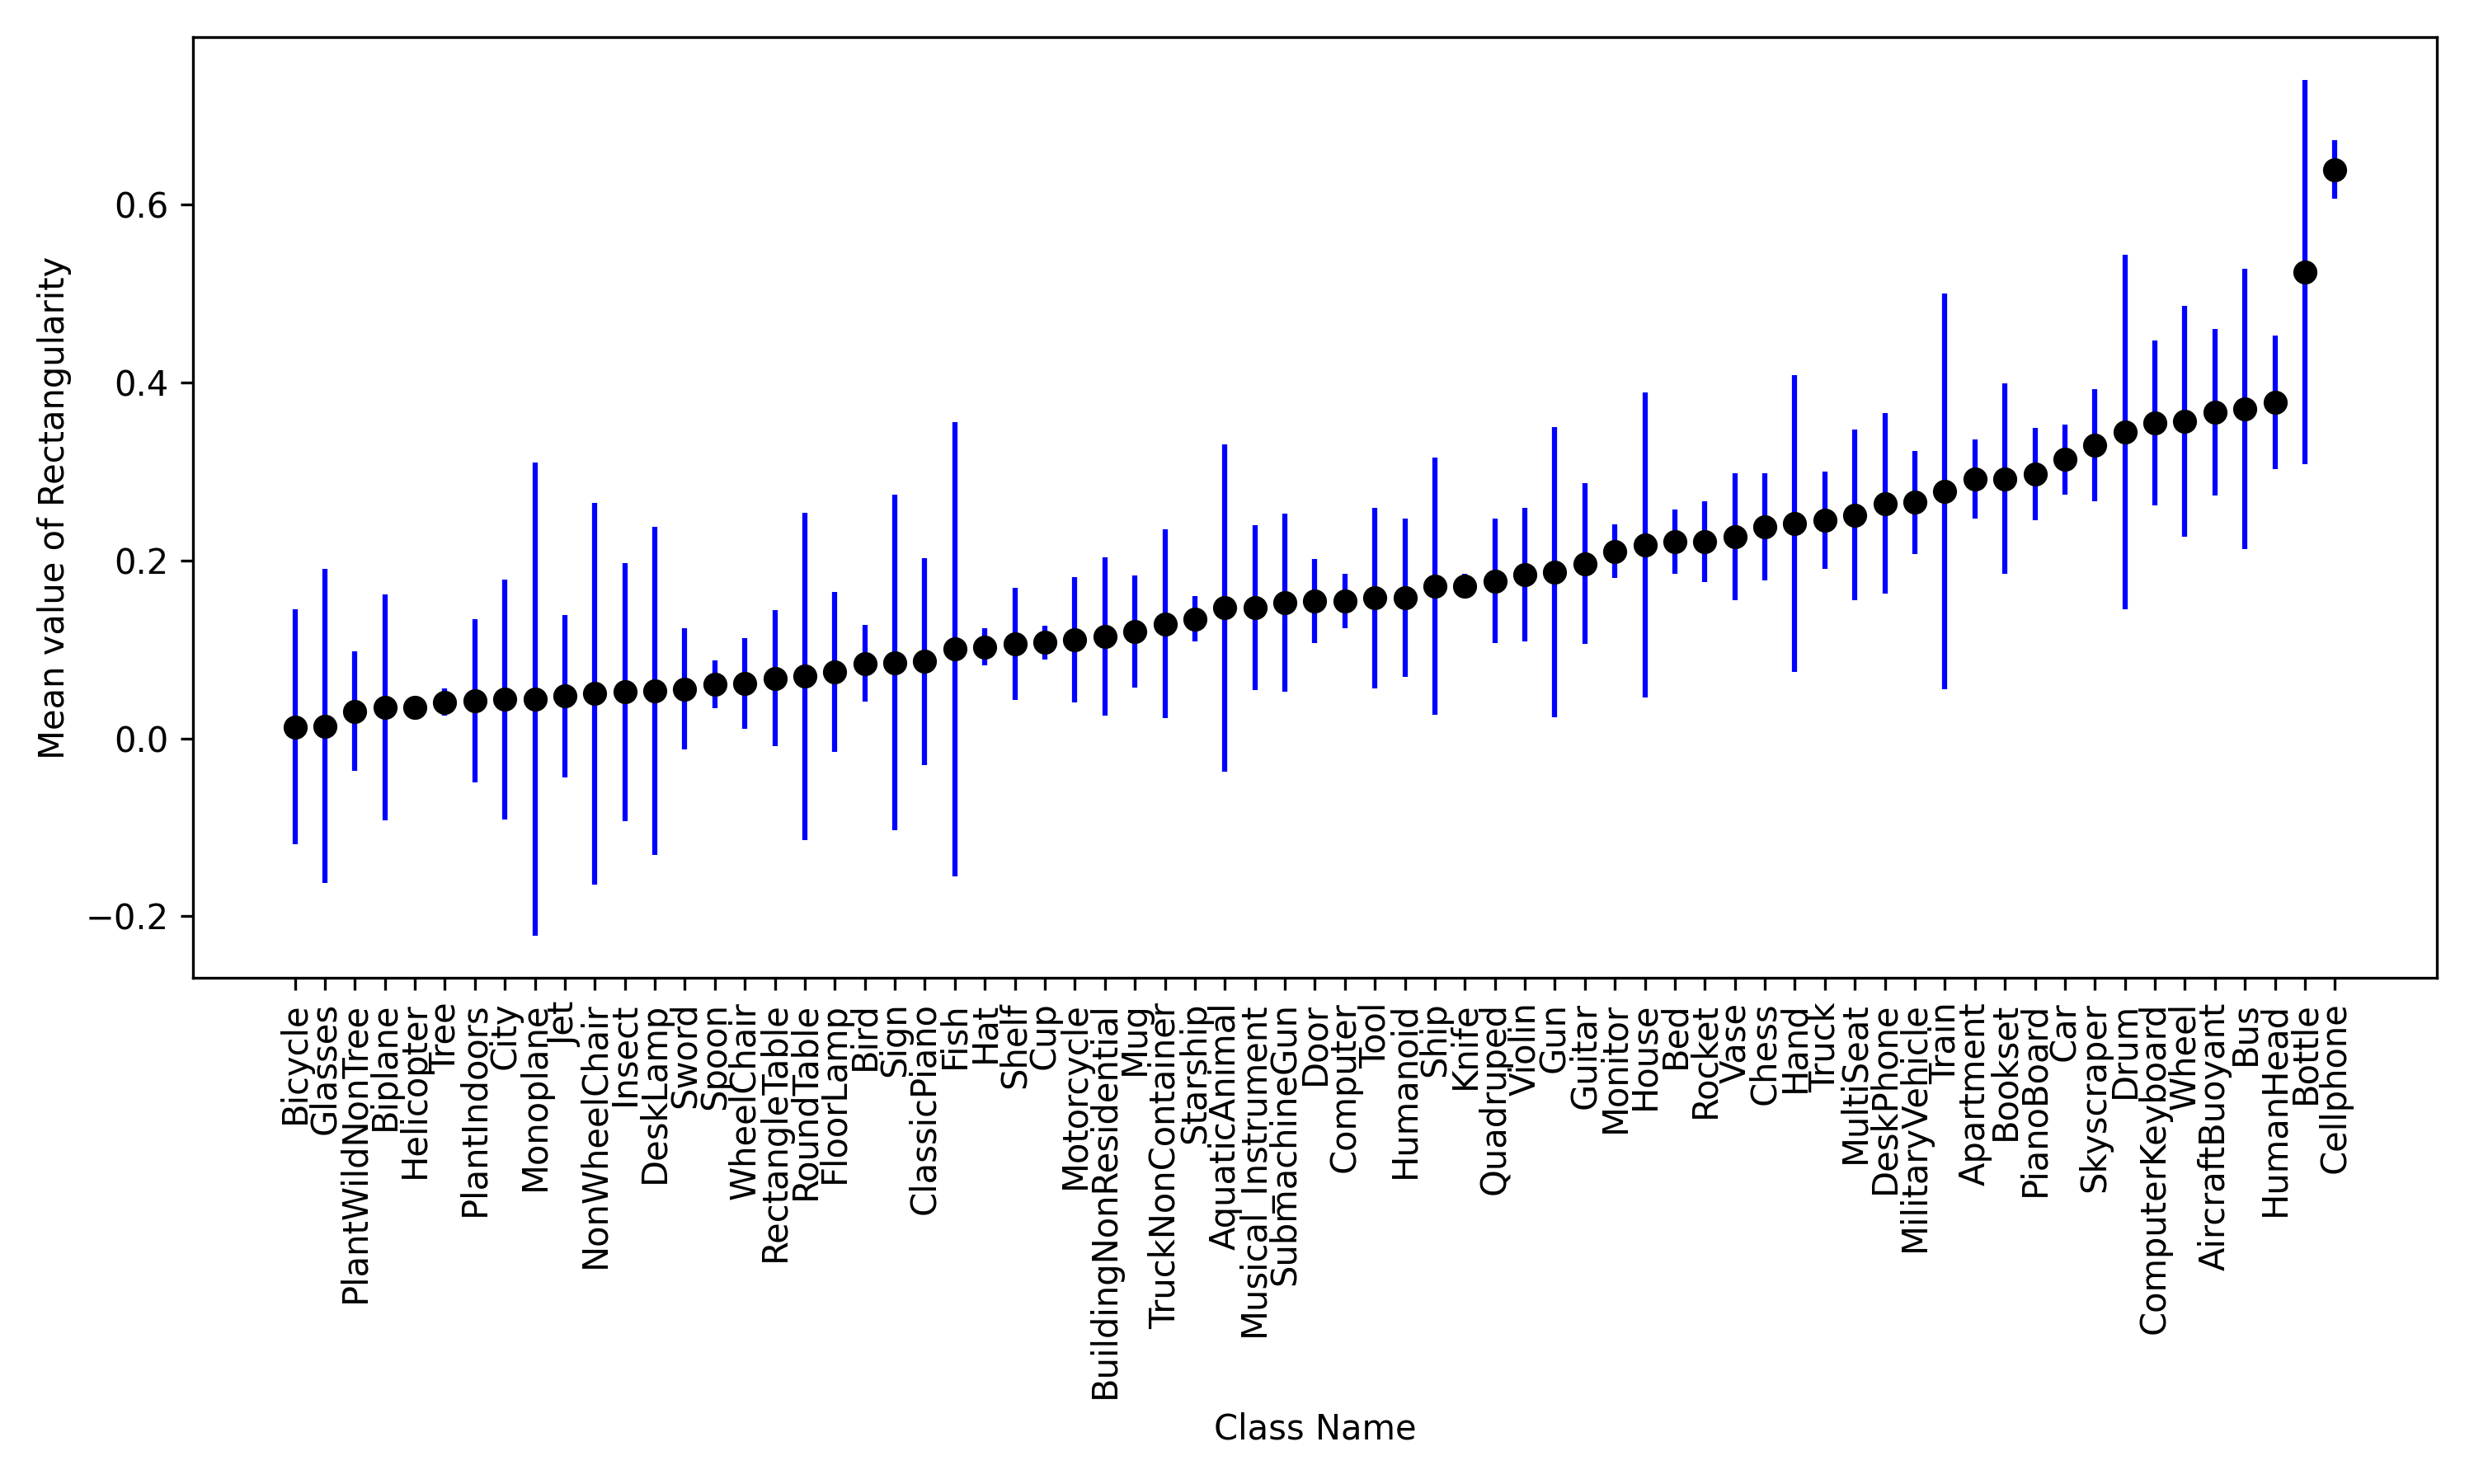 Mean value of Rectangularity
0.6
0.4
0.2
0.0
−0.2
Bicycle
Glasses
PlantWildNonTree
Biplane
Helicopter
Tree
PlantIndoors
City
Monoplane
Jet
NonWheelChair
Insect
DeskLamp
Sword
Spoon
WheelChair
RectangleTable
RoundTable
FloorLamp
Bird
Sign
ClassicPiano
Fish
Hat
Shelf
Cup
Motorcycle
BuildingNonResidential
Mug
TruckNonContainer
Starship
AquaticAnimal
Musical_Instrument
SubmachineGun
Door
Computer
Tool
Humanoid
Ship
Knife
Quadruped
Violin
Gun
Guitar
Monitor
House
Bed
Rocket
Vase
Chess
Hand
Truck
MultiSeat
DeskPhone
MilitaryVehicle
Train
Apartment
Bookset
PianoBoard
Car
Skyscraper
Drum
ComputerKeyboard
Wheel
AircraftBuoyant
Bus
HumanHead
Bottle
Cellphone
Class Name